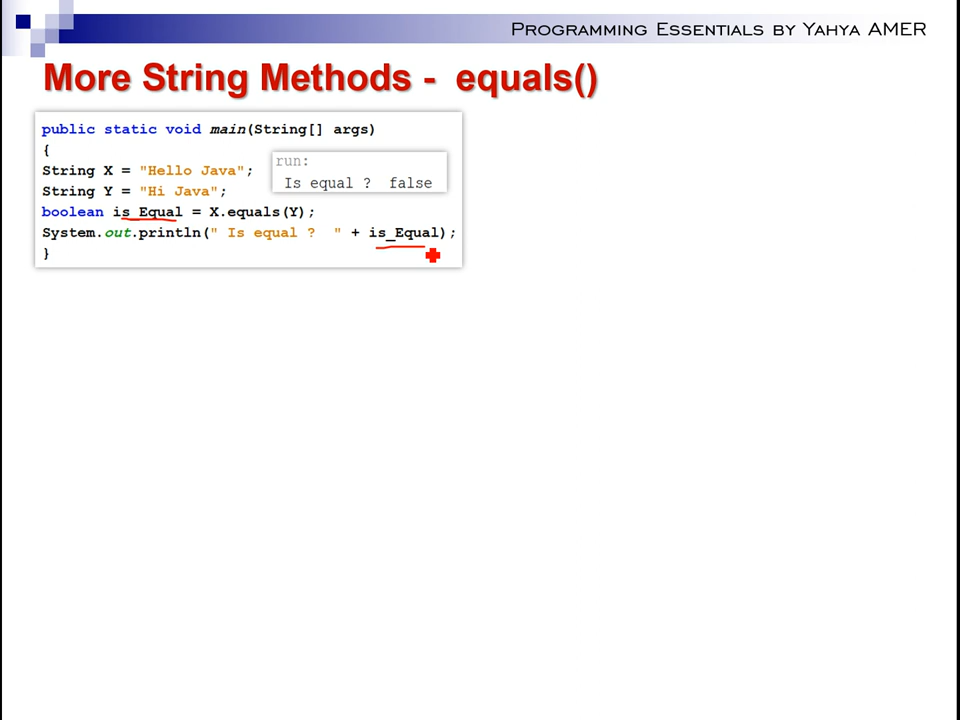 PROGRAMMING ESSENTIALS BY YAHYA AMER
More String Methods - equals()
public static void main(String[] args)
{
String X = "Hello Java";
String Y = "Hi Java";
boolean is_Equal = X.equals(Y);
System.out.println(" Is equal ?  " + is_Equal);
}
run:
Is equal ?  false